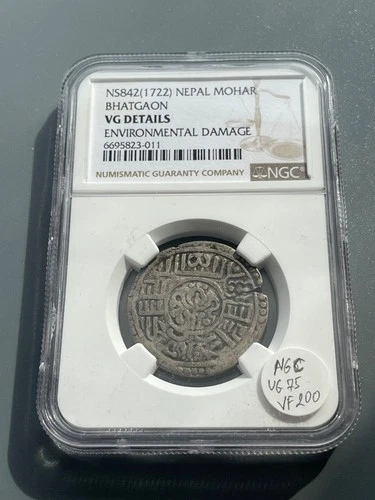 NS842(1722) NEPAL MOHAR
BHATGAON
VG DETAILS
ENVIRONMENTAL DAMAGE
6695823-011
NUMISMATIC GUARANTY COMPANY
NGC
NGC
VG 75
VF 200